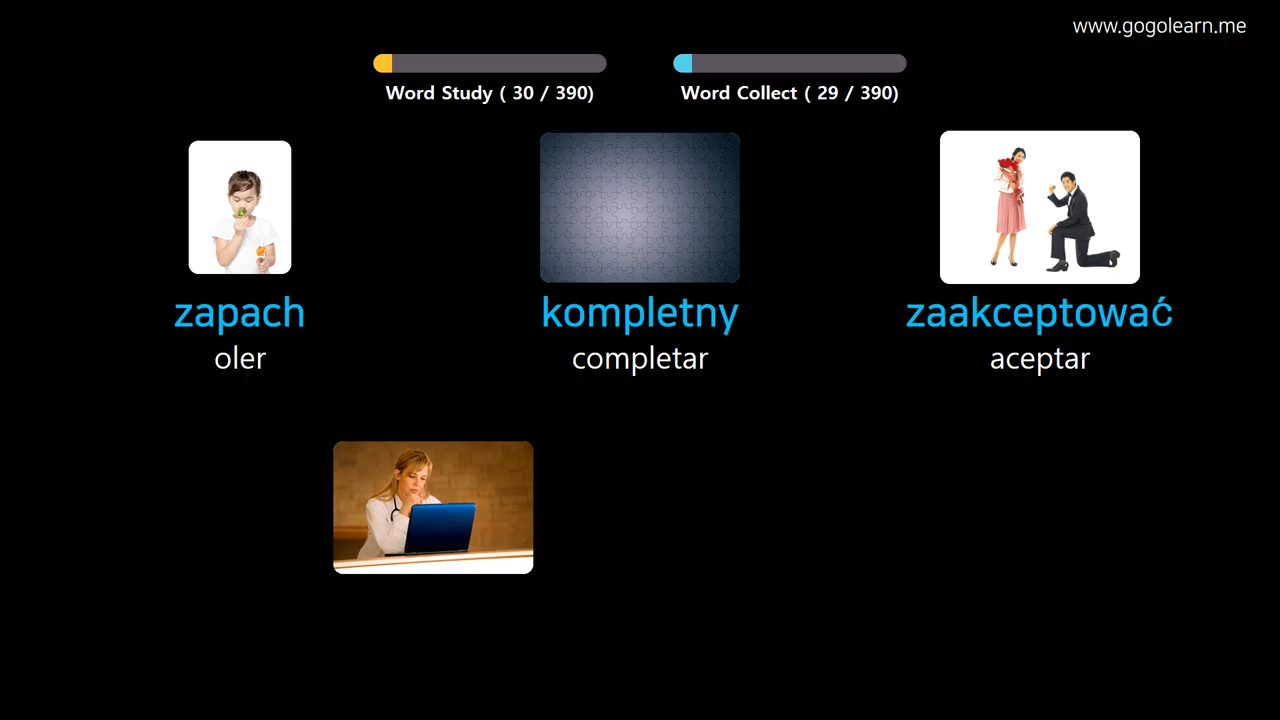 www.gogolearn.me
Word Study ( 30 / 390)
Word Collect ( 29 / 390)
zapach
oler
kompletny
completar
zaakceptować
aceptar